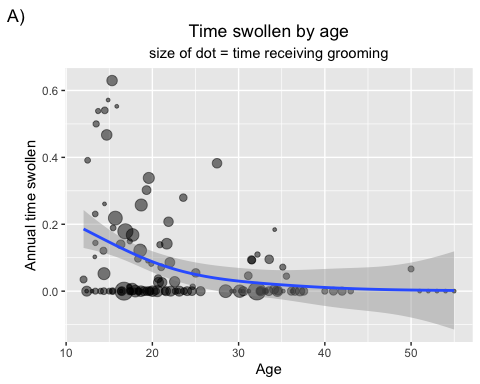 A)
Time swollen by age
size of dot = time receiving grooming
Annual time swollen
0.6
0.4
0.2
0.0
10 20 30 40 50
Age